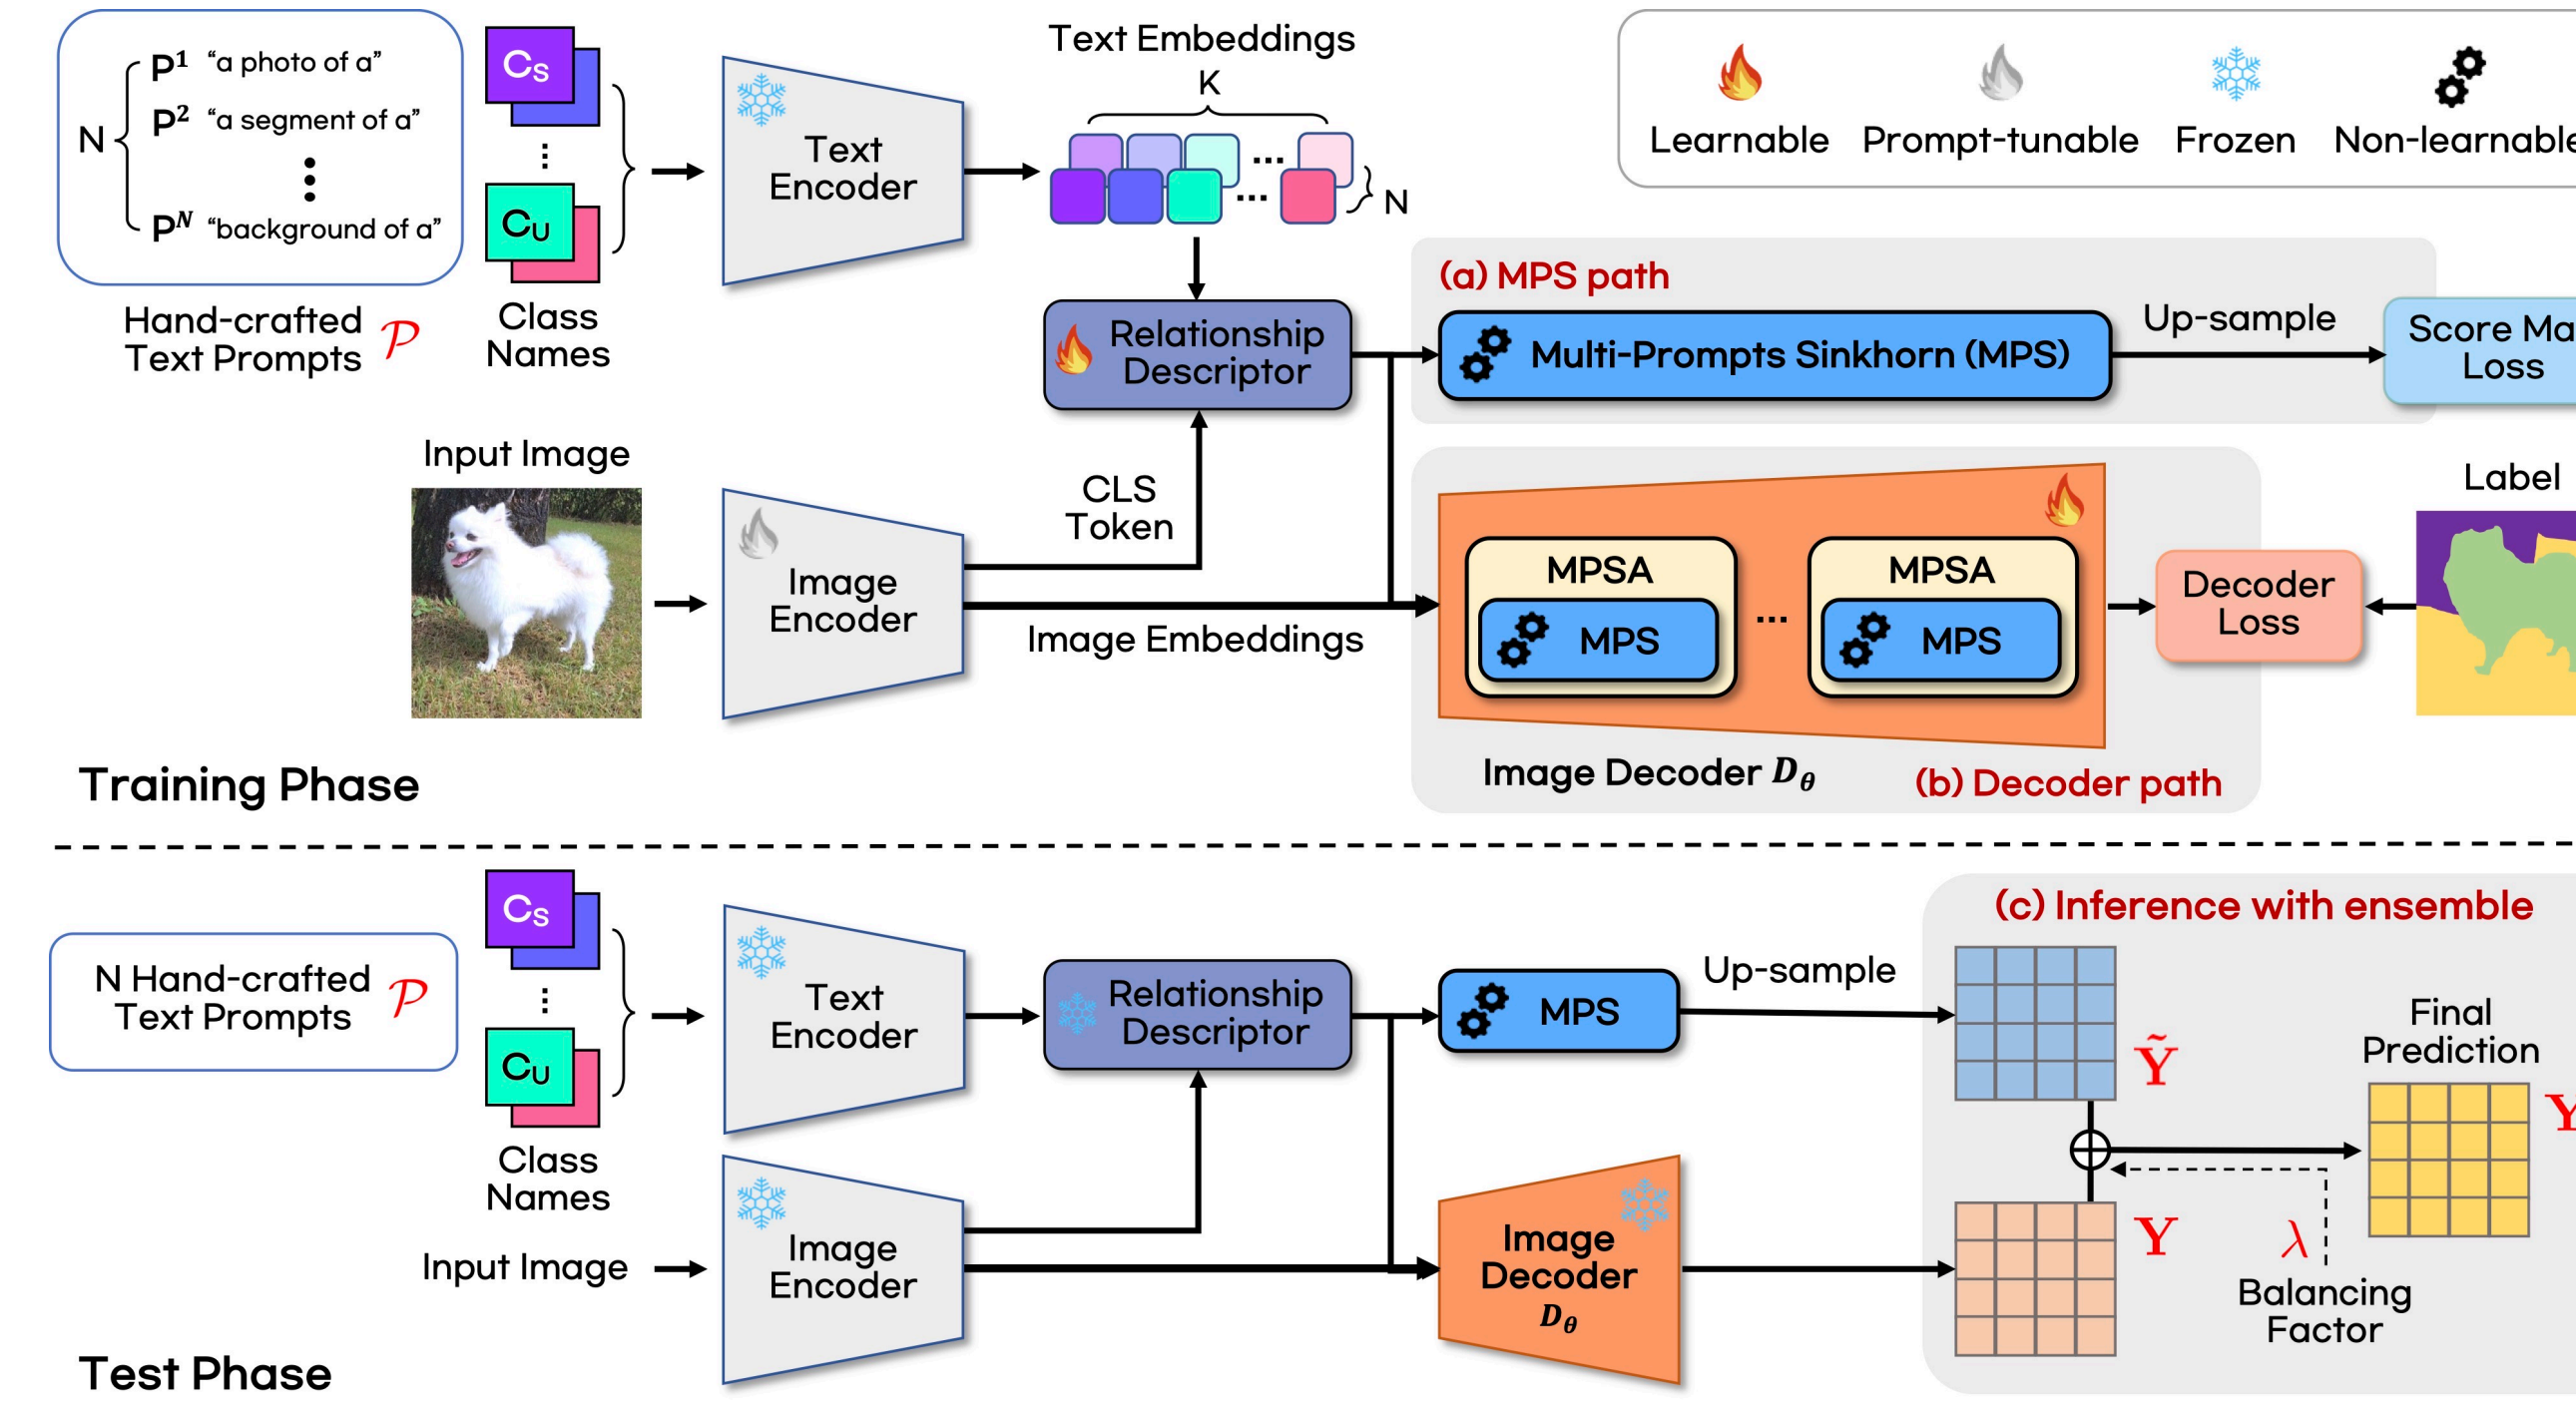 P1 “a photo of a”
P2 “a segment of a”
N
PN “background of a”
Hand-crafted
Text Prompts P
CS
CU
Class
Names
Text
Encoder
Text Embeddings
K
N
Learnable
Prompt-tunable
Frozen
Non-learnable
Relationship
Descriptor
(a) MPS path
Multi-Prompts Sinkhorn (MPS)
Up-sample
Score Ma
Loss
Input Image
Image
Encoder
CLS
Token
Image Embeddings
MPSA
MPS
...
MPSA
MPS
Image Decoder Dθ
(b) Decoder path
Decoder
Loss
Label
Training Phase
N Hand-crafted
Text Prompts P
CS
CU
Class
Names
Text
Encoder
Relationship
Descriptor
MPS
Up-sample
(c) Inference with ensemble
Ỹ
Final
Prediction
Y
Input Image
Image
Encoder
Image
Decoder
Dθ
Y
λ
Balancing
Factor
Test Phase